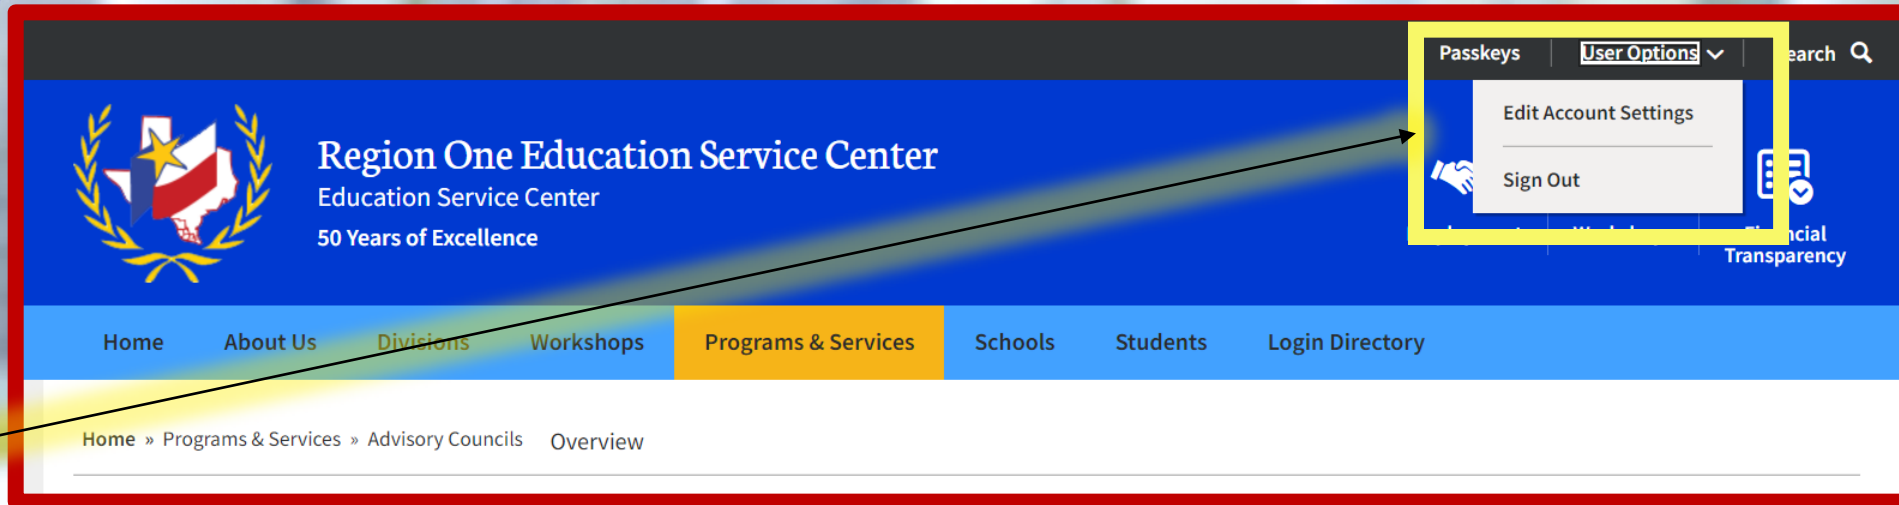 Passkeys User Options
Edit Account Settings
Sign Out
Region One Education Service Center
Education Service Center
50 Years of Excellence
Transparency
Home About Us Divisions Workshops Programs & Services Schools Students Login Directory
Home » Programs & Services » Advisory Councils Overview